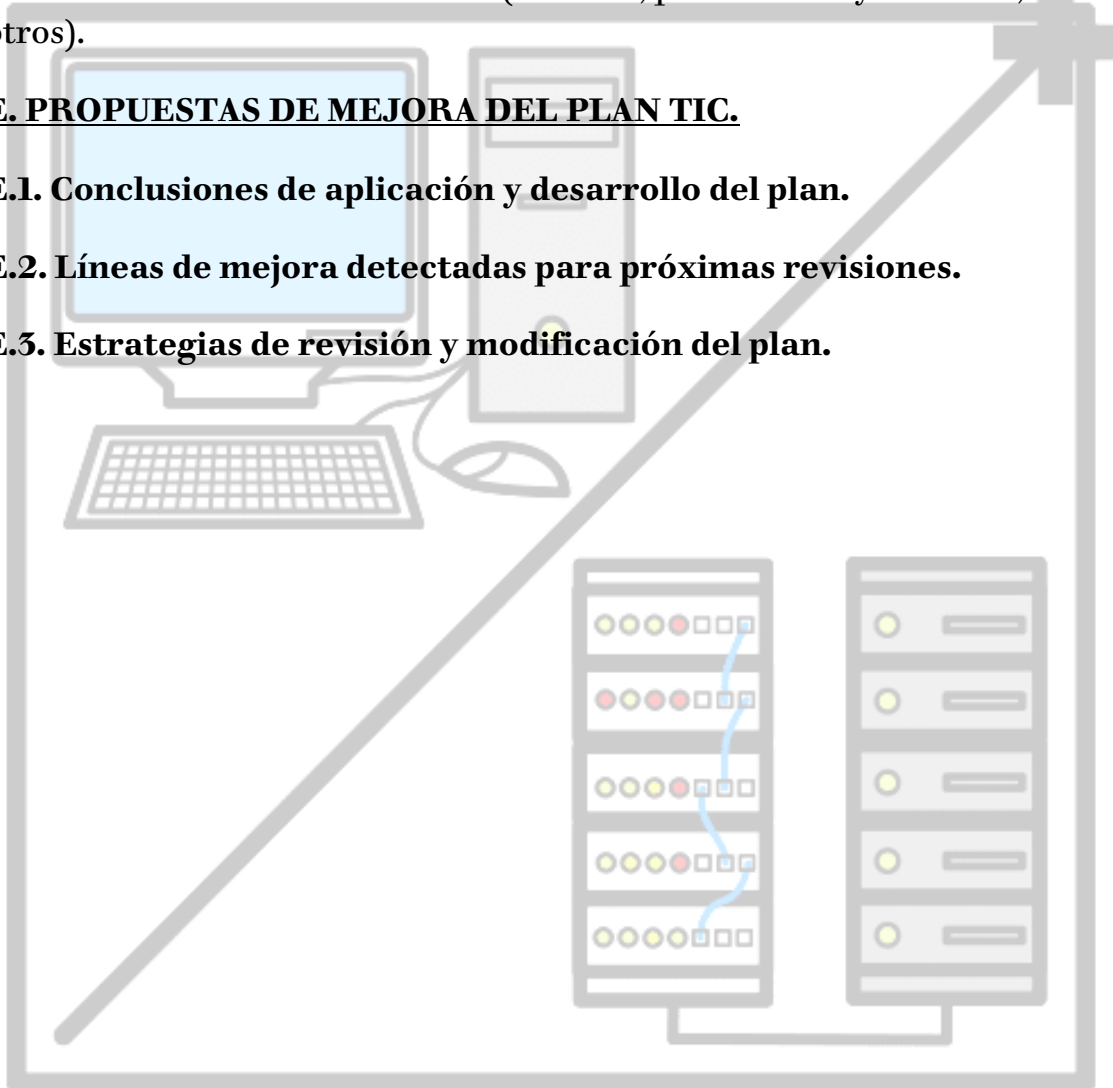 otros).
E. PROPUESTAS DE MEJORA DEL PLAN TIC.
E.1. Conclusiones de aplicación y desarrollo del plan.
E.2. Líneas de mejora detectadas para próximas revisiones.
E.3. Estrategias de revisión y modificación del plan.